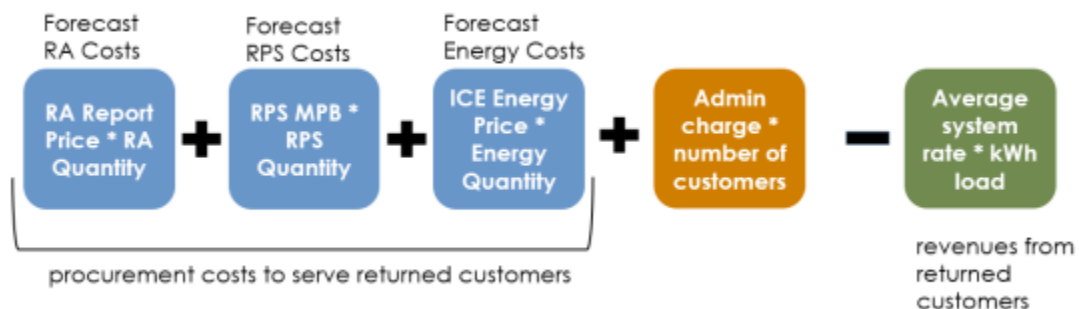 Forecast
RA Costs
Forecast
RPS Costs
Forecast
Energy Costs
RA Report
Price * RA
Quantity
+
RPS MPB *
RPS
Quantity
+
ICE Energy
Price *
Energy
Quantity
+
Admin
charge *
number of
customers
−
Average
system
rate * kWh
load
procurement costs to serve returned customers
revenues from
returned
customers